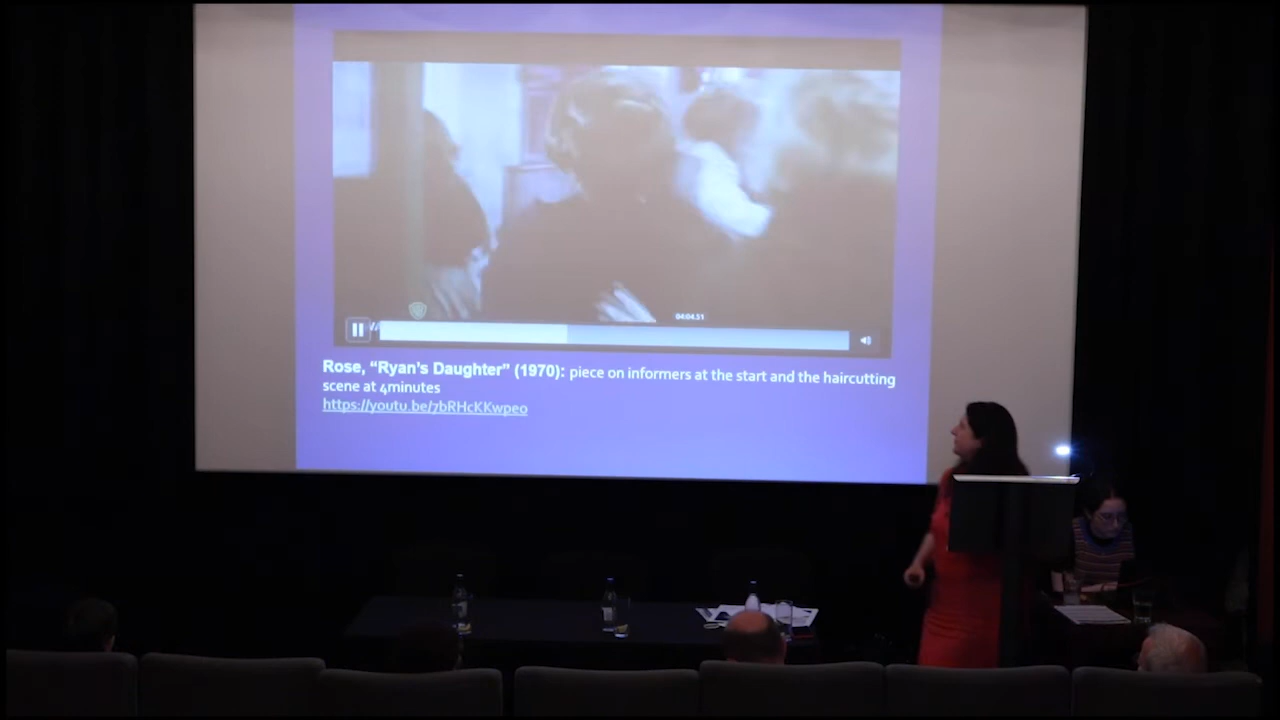 04:04.51
Rose, “Ryan’s Daughter” (1970): piece on informers at the start and the haircutting
scene at 4minutes
https://youtu.be/7bRHcKKwpeo